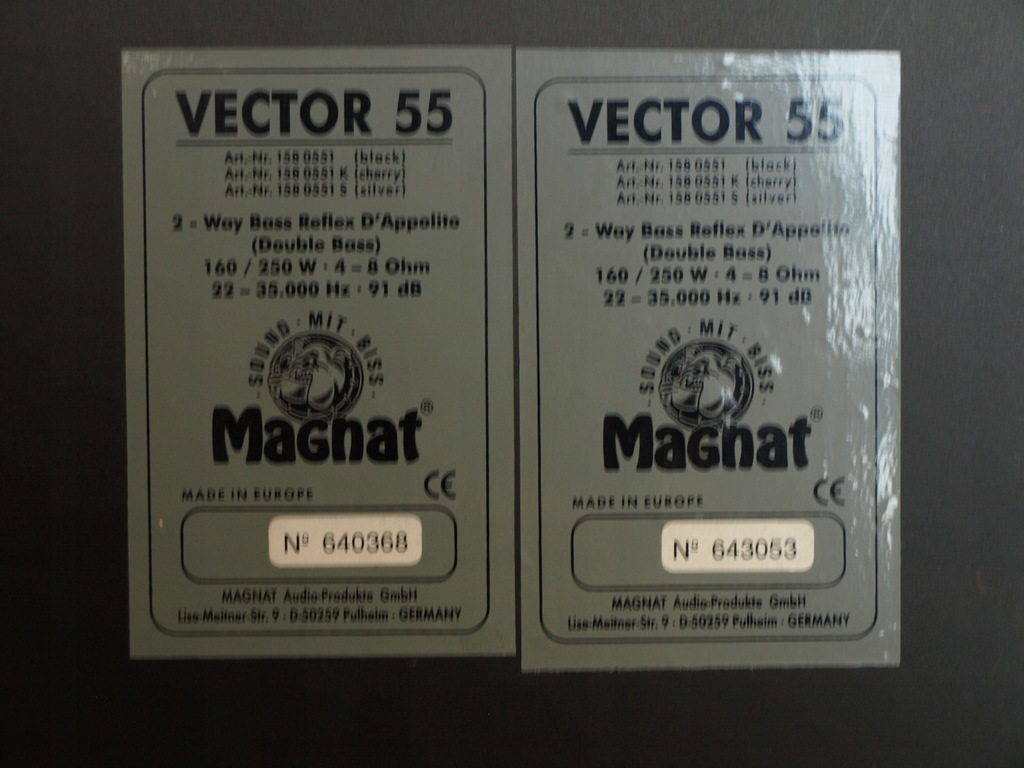 VECTOR 55
Art.-Nr. 158 0551 (black)
Art.-Nr. 158 0551 K (cherry)
Art.-Nr. 158 0551 S (silver)
2 - Way Bass Reflex D'Appolito
(Double Bass)
160 / 250 W · 4 – 8 Ohm
22 – 35.000 Hz · 91 dB
· SOUND · MIT · BISS ·
Magnat®
CE
MADE IN EUROPE
Nº 640368
MAGNAT Audio-Produkte GmbH
Lise-Meitner-Str. 9 · D-50259 Pulheim · GERMANY
VECTOR 55
Art.-Nr. 158 0551 (black)
Art.-Nr. 158 0551 K (cherry)
Art.-Nr. 158 0551 S (silver)
2 - Way Bass Reflex D'Appolito
(Double Bass)
160 / 250 W · 4 – 8 Ohm
22 – 35.000 Hz · 91 dB
· SOUND · MIT · BISS ·
Magnat®
CE
MADE IN EUROPE
Nº 643053
MAGNAT Audio-Produkte GmbH
Lise-Meitner-Str. 9 · D-50259 Pulheim · GERMANY